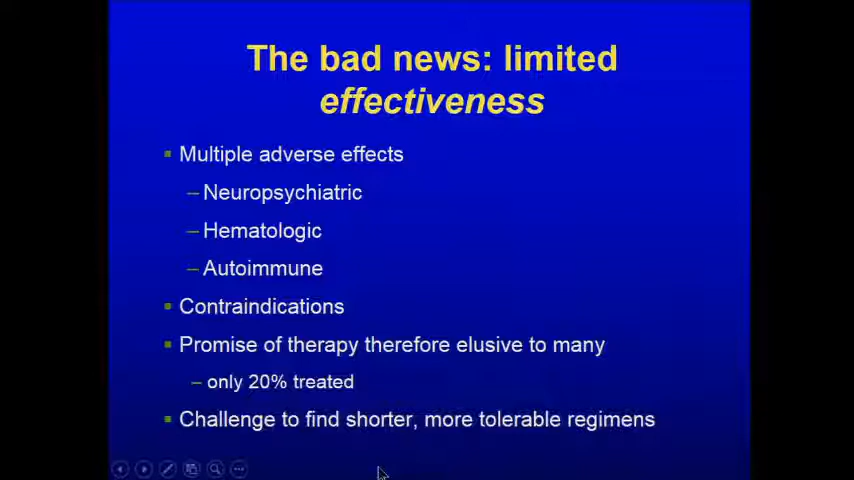 The bad news: limited
effectiveness
Multiple adverse effects
– Neuropsychiatric
– Hematologic
– Autoimmune
Contraindications
Promise of therapy therefore elusive to many
– only 20% treated
Challenge to find shorter, more tolerable regimens